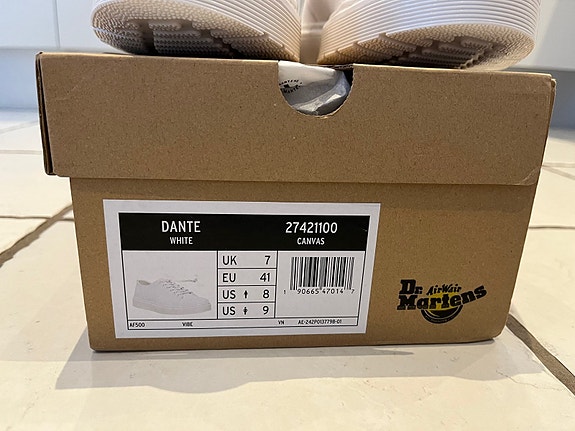 DANTE 27421100
WHITE CANVAS
UK 7
EU 41
US 8
US 9
1 90665 47014 7
AF500 VIBE VN AE-242P0137798-01
Dr. AirWair
Martens